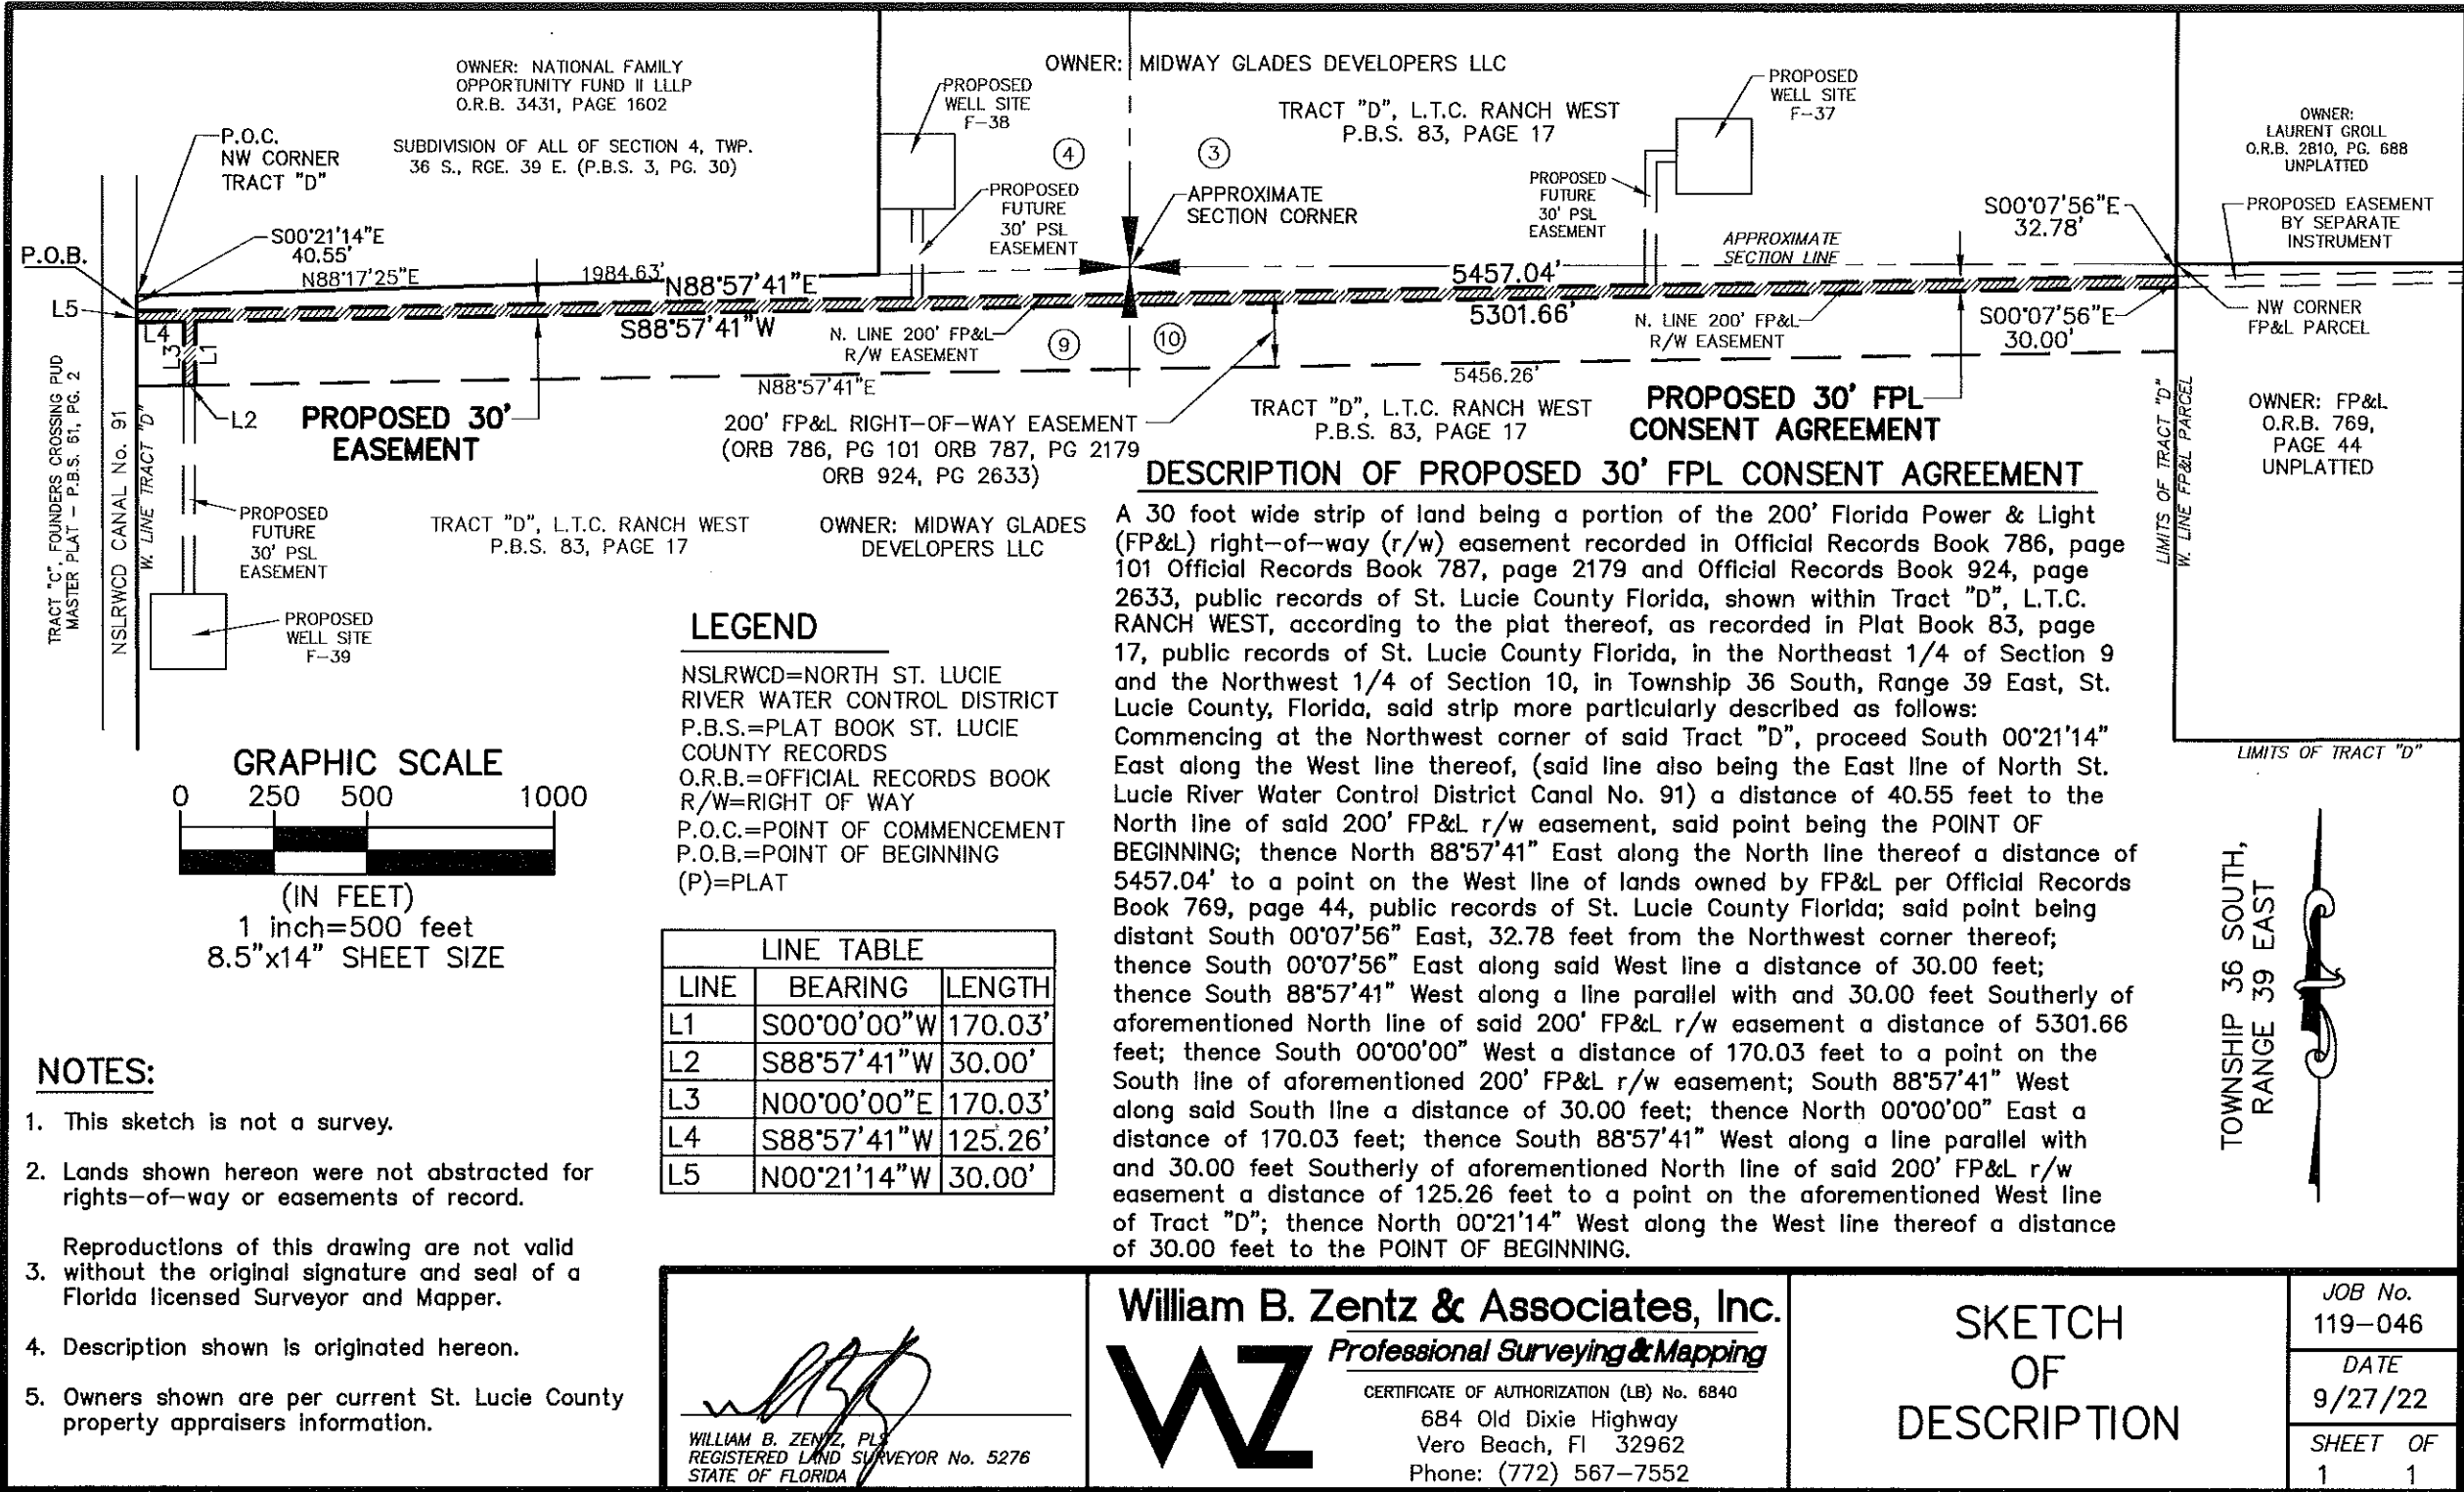 OWNER: NATIONAL FAMILY
OPPORTUNITY FUND II LLLP
O.R.B. 3431, PAGE 1602
SUBDIVISION OF ALL OF SECTION 4, TWP.
36 S., RGE. 39 E. (P.B.S. 3, PG. 30)
P.O.C.
NW CORNER
TRACT "D"
S00°21'14"E
40.55'
P.O.B.
N88°17'25"E
1984.63'
L5
L4
L3
L1
L2
N88°57'41"E
S88°57'41"W
PROPOSED
WELL SITE
F-38
OWNER: MIDWAY GLADES DEVELOPERS LLC
4
3
PROPOSED
FUTURE
30' PSL
EASEMENT
APPROXIMATE
SECTION CORNER
TRACT "D", L.T.C. RANCH WEST
P.B.S. 83, PAGE 17
PROPOSED
WELL SITE
F-37
PROPOSED
FUTURE
30' PSL
EASEMENT
APPROXIMATE
SECTION LINE
5457.04'
5301.66'
S00°07'56"E
32.78'
OWNER:
LAURENT GROLL
O.R.B. 2810, PG. 688
UNPLATTED
PROPOSED EASEMENT
BY SEPARATE
INSTRUMENT
NW CORNER
FP&L PARCEL
S00°07'56"E
30.00'
N. LINE 200' FP&L
R/W EASEMENT
9
10
N. LINE 200' FP&L
R/W EASEMENT
N88°57'41"E
5456.26'
TRACT "C", FOUNDERS CROSSING PUD
MASTER PLAT - P.B.S. 61, PG. 2
NSLRWCD CANAL No. 91
W. LINE TRACT "D"
PROPOSED 30'
EASEMENT
200' FP&L RIGHT-OF-WAY EASEMENT
(ORB 786, PG 101 ORB 787, PG 2179
ORB 924, PG 2633)
TRACT "D", L.T.C. RANCH WEST
P.B.S. 83, PAGE 17
PROPOSED 30' FPL
CONSENT AGREEMENT
LIMITS OF TRACT "D"
W. LINE FP&L PARCEL
OWNER: FP&L
O.R.B. 769,
PAGE 44
UNPLATTED
PROPOSED
FUTURE
30' PSL
EASEMENT
TRACT "D", L.T.C. RANCH WEST
P.B.S. 83, PAGE 17
OWNER: MIDWAY GLADES
DEVELOPERS LLC
PROPOSED
WELL SITE
F-39
LIMITS OF TRACT "D"
DESCRIPTION OF PROPOSED 30' FPL CONSENT AGREEMENT
A 30 foot wide strip of land being a portion of the 200' Florida Power & Light
(FP&L) right-of-way (r/w) easement recorded in Official Records Book 786, page
101 Official Records Book 787, page 2179 and Official Records Book 924, page
2633, public records of St. Lucie County Florida, shown within Tract "D", L.T.C.
RANCH WEST, according to the plat thereof, as recorded in Plat Book 83, page
17, public records of St. Lucie County Florida, in the Northeast 1/4 of Section 9
and the Northwest 1/4 of Section 10, in Township 36 South, Range 39 East, St.
Lucie County, Florida, said strip more particularly described as follows:
Commencing at the Northwest corner of said Tract "D", proceed South 00°21'14"
East along the West line thereof, (said line also being the East line of North St.
Lucie River Water Control District Canal No. 91) a distance of 40.55 feet to the
North line of said 200' FP&L r/w easement, said point being the POINT OF
BEGINNING; thence North 88°57'41" East along the North line thereof a distance of
5457.04' to a point on the West line of lands owned by FP&L per Official Records
Book 769, page 44, public records of St. Lucie County Florida; said point being
distant South 00°07'56" East, 32.78 feet from the Northwest corner thereof;
thence South 00°07'56" East along said West line a distance of 30.00 feet;
thence South 88°57'41" West along a line parallel with and 30.00 feet Southerly of
aforementioned North line of said 200' FP&L r/w easement a distance of 5301.66
feet; thence South 00°00'00" West a distance of 170.03 feet to a point on the
South line of aforementioned 200' FP&L r/w easement; South 88°57'41" West
along said South line a distance of 30.00 feet; thence North 00°00'00" East a
distance of 170.03 feet; thence South 88°57'41" West along a line parallel with
and 30.00 feet Southerly of aforementioned North line of said 200' FP&L r/w
easement a distance of 125.26 feet to a point on the aforementioned West line
of Tract "D"; thence North 00°21'14" West along the West line thereof a distance
of 30.00 feet to the POINT OF BEGINNING.
TOWNSHIP 36 SOUTH,
RANGE 39 EAST
LEGEND
NSLRWCD=NORTH ST. LUCIE
RIVER WATER CONTROL DISTRICT
P.B.S.=PLAT BOOK ST. LUCIE
COUNTY RECORDS
O.R.B.=OFFICIAL RECORDS BOOK
R/W=RIGHT OF WAY
P.O.C.=POINT OF COMMENCEMENT
P.O.B.=POINT OF BEGINNING
(P)=PLAT
GRAPHIC SCALE
0 250 500 1000
(IN FEET)
1 inch=500 feet
8.5"x14" SHEET SIZE
LINE TABLE
LINE BEARING LENGTH
L1 S00°00'00"W 170.03'
L2 S88°57'41"W 30.00'
L3 N00°00'00"E 170.03'
L4 S88°57'41"W 125.26'
L5 N00°21'14"W 30.00'
NOTES:
1. This sketch is not a survey.
2. Lands shown hereon were not abstracted for
rights-of-way or easements of record.
Reproductions of this drawing are not valid
3. without the original signature and seal of a
Florida licensed Surveyor and Mapper.
4. Description shown is originated hereon.
5. Owners shown are per current St. Lucie County
property appraisers information.
WILLIAM B. ZENTZ, PLS
REGISTERED LAND SURVEYOR No. 5276
STATE OF FLORIDA
William B. Zentz & Associates, Inc.
WZ
Professional Surveying & Mapping
CERTIFICATE OF AUTHORIZATION (LB) No. 6840
684 Old Dixie Highway
Vero Beach, Fl 32962
Phone: (772) 567-7552
SKETCH
OF
DESCRIPTION
JOB No.
119-046
DATE
9/27/22
SHEET OF
1 1